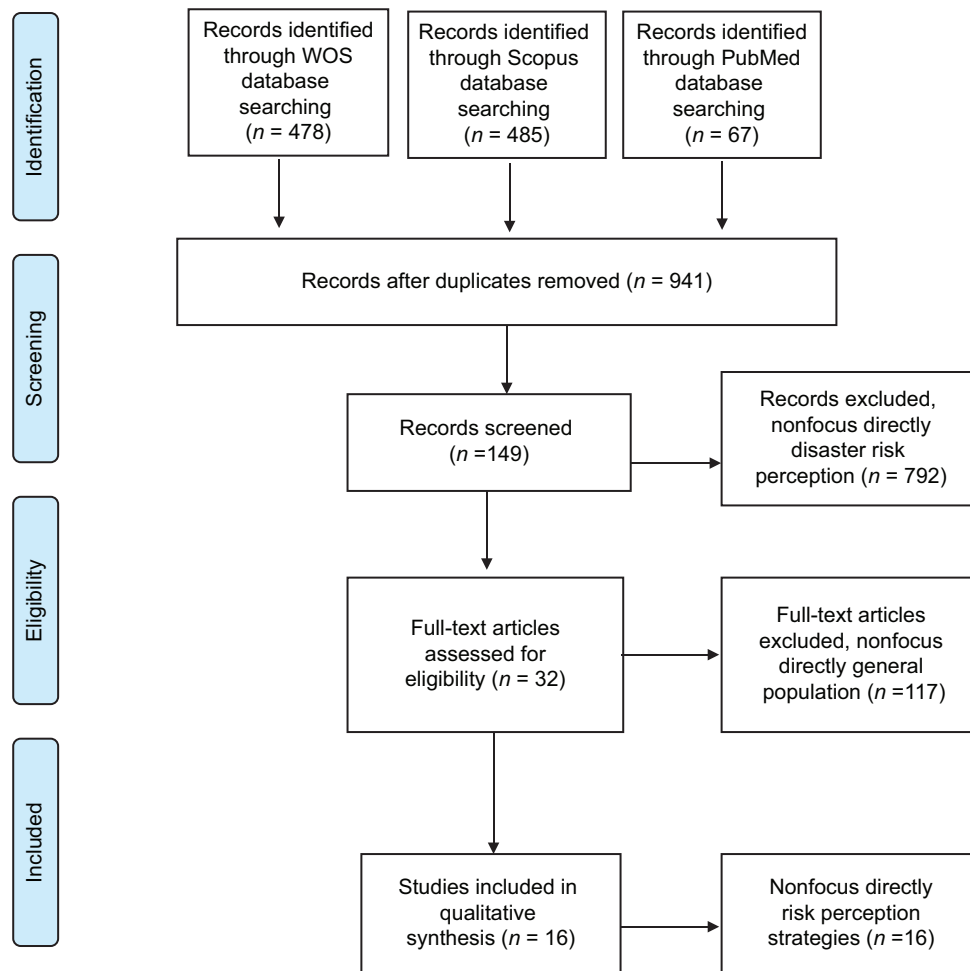 Identification
Records identified
through WOS
database
searching
(n = 478)
Records identified
through Scopus
database
searching
(n = 485)
Records identified
through PubMed
database
searching
(n = 67)
Screening
Records after duplicates removed (n = 941)
Records screened
(n =149)
Records excluded,
nonfocus directly
disaster risk
perception (n = 792)
Eligibility
Full-text articles
assessed for
eligibility (n = 32)
Full-text articles
excluded, nonfocus
directly general
population (n =117)
Included
Studies included in
qualitative
synthesis (n = 16)
Nonfocus directly
risk perception
strategies (n =16)